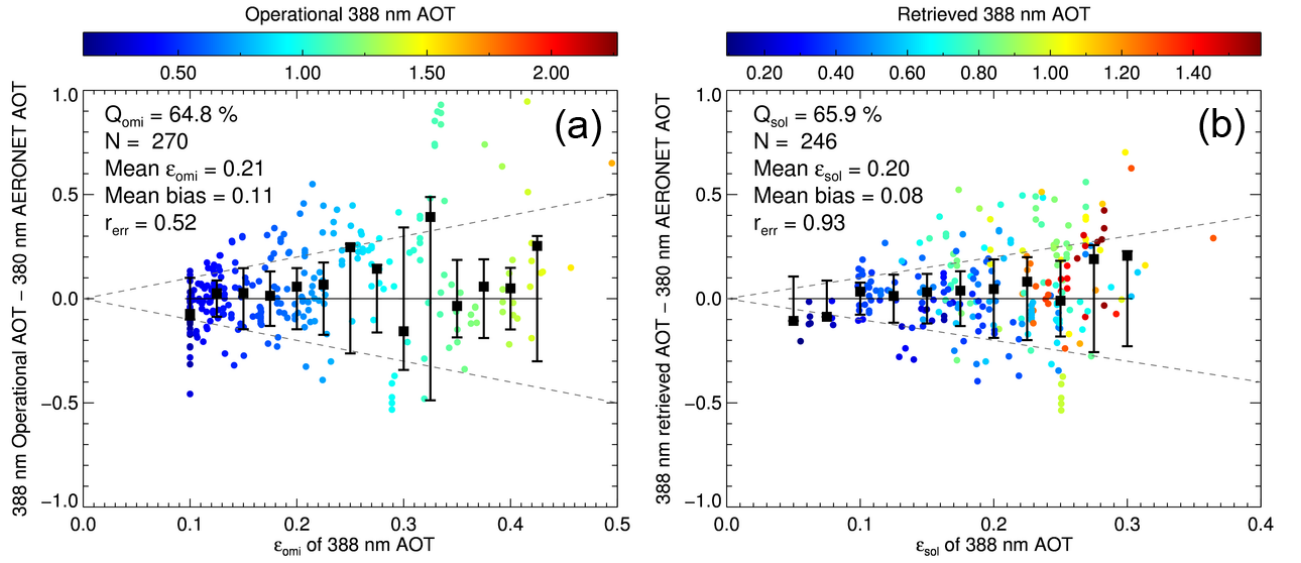 Operational 388 nm AOT
0.50 1.00 1.50 2.00
388 nm Operational AOT − 380 nm AERONET AOT
1.0
0.5
0.0
−0.5
−1.0
(a)
Qomi = 64.8 %
N = 270
Mean εomi = 0.21
Mean bias = 0.11
rerr = 0.52
0.0 0.1 0.2 0.3 0.4 0.5
εomi of 388 nm AOT
Retrieved 388 nm AOT
0.20 0.40 0.60 0.80 1.00 1.20 1.40
388 nm retrieved AOT − 380 nm AERONET AOT
1.0
0.5
0.0
−0.5
−1.0
(b)
Qsol = 65.9 %
N = 246
Mean εsol = 0.20
Mean bias = 0.08
rerr = 0.93
0.0 0.1 0.2 0.3 0.4
εsol of 388 nm AOT